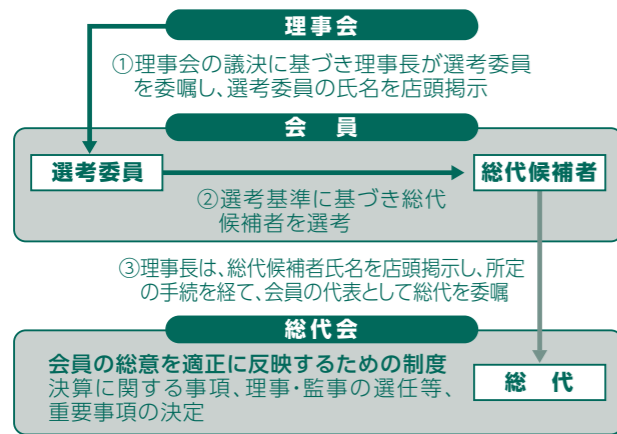 理事会
①理事会の議決に基づき理事長が選考委員
を委嘱し、選考委員の氏名を店頭掲示
会 員
選考委員
総代候補者
②選考基準に基づき総代
候補者を選考
③理事長は、総代候補者氏名を店頭掲示し、所定
の手続を経て、会員の代表として総代を委嘱
総代会
会員の総意を適正に反映するための制度
決算に関する事項、理事・監事の選任等、
重要事項の決定
総 代